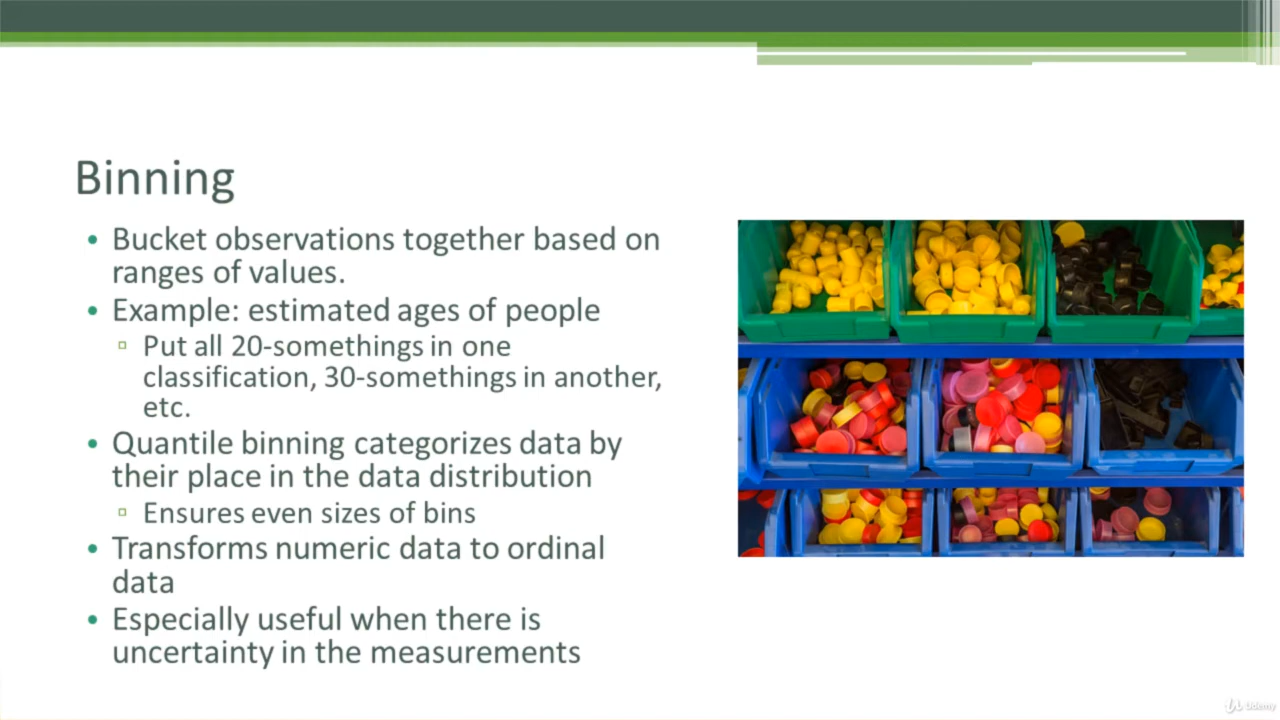 Binning
• Bucket observations together based on
ranges of values.
• Example: estimated ages of people
▫ Put all 20-somethings in one
classification, 30-somethings in another,
etc.
• Quantile binning categorizes data by
their place in the data distribution
▫ Ensures even sizes of bins
• Transforms numeric data to ordinal
data
• Especially useful when there is
uncertainty in the measurements
Udemy